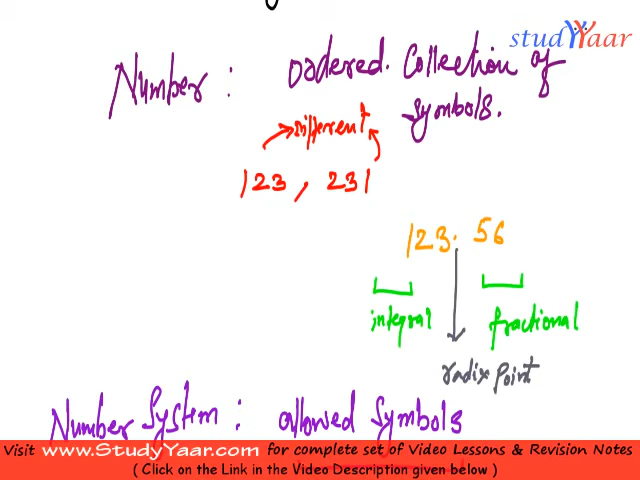 studYYaar
Number : Ordered Collection of
Symbols.
different
123 , 231
123. 56
integral fractional
radix point
Number System : allowed Symbols
Visit www.StudyYaar.com for complete set of Video Lessons & Revision Notes
( Click on the Link in the Video Description given below )